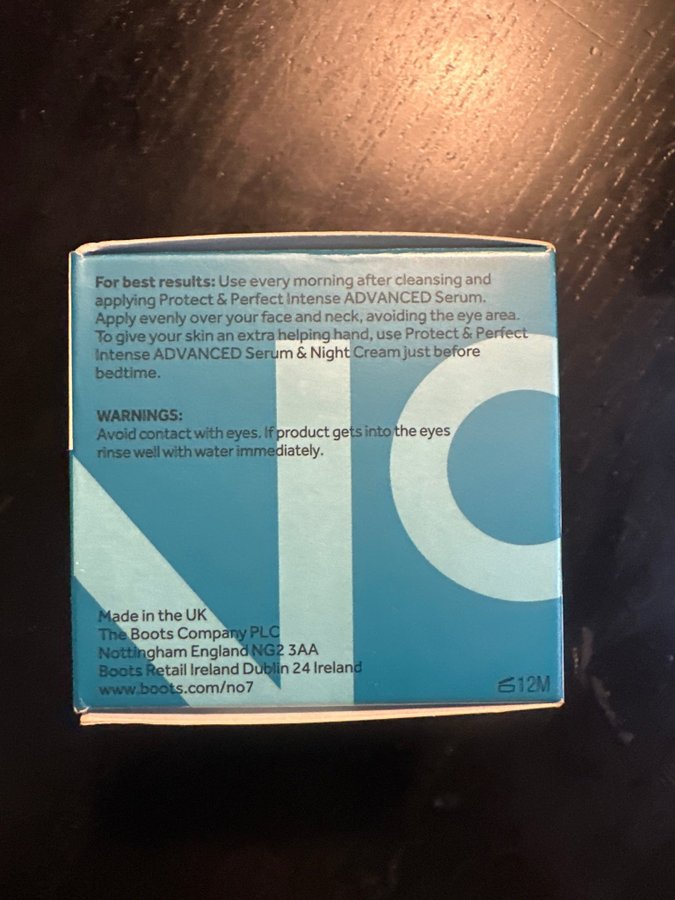 For best results: Use every morning after cleansing and
applying Protect & Perfect Intense ADVANCED Serum.
Apply evenly over your face and neck, avoiding the eye area.
To give your skin an extra helping hand, use Protect & Perfect
Intense ADVANCED Serum & Night Cream just before
bedtime.
WARNINGS:
Avoid contact with eyes. If product gets into the eyes
rinse well with water immediately.
Made in the UK
The Boots Company PLC
Nottingham England NG2 3AA
Boots Retail Ireland Dublin 24 Ireland
www.boots.com/no7
12M
No